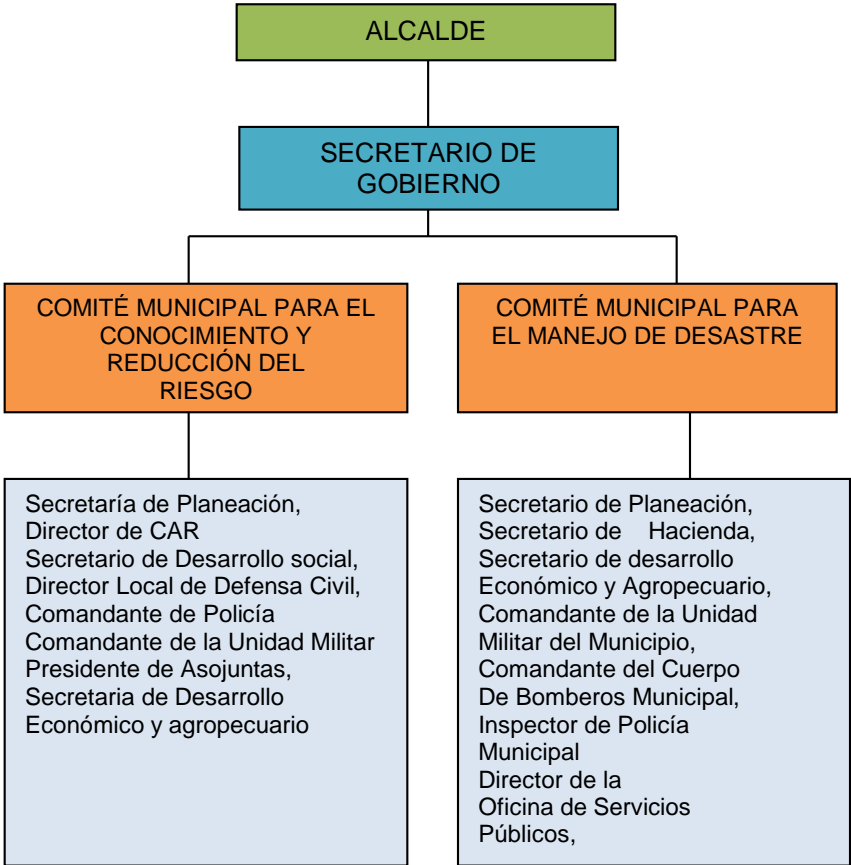 ALCALDE
SECRETARIO DE
GOBIERNO
COMITÉ MUNICIPAL PARA EL
CONOCIMIENTO Y
REDUCCIÓN DEL
RIESGO
COMITÉ MUNICIPAL PARA
EL MANEJO DE DESASTRE
Secretaría de Planeación,
Director de CAR
Secretario de Desarrollo social,
Director Local de Defensa Civil,
Comandante de Policía
Comandante de la Unidad Militar
Presidente de Asojuntas,
Secretaria de Desarrollo
Económico y agropecuario
Secretario de Planeación,
Secretario de Hacienda,
Secretario de desarrollo
Económico y Agropecuario,
Comandante de la Unidad
Militar del Municipio,
Comandante del Cuerpo
De Bomberos Municipal,
Inspector de Policía
Municipal
Director de la
Oficina de Servicios
Públicos,